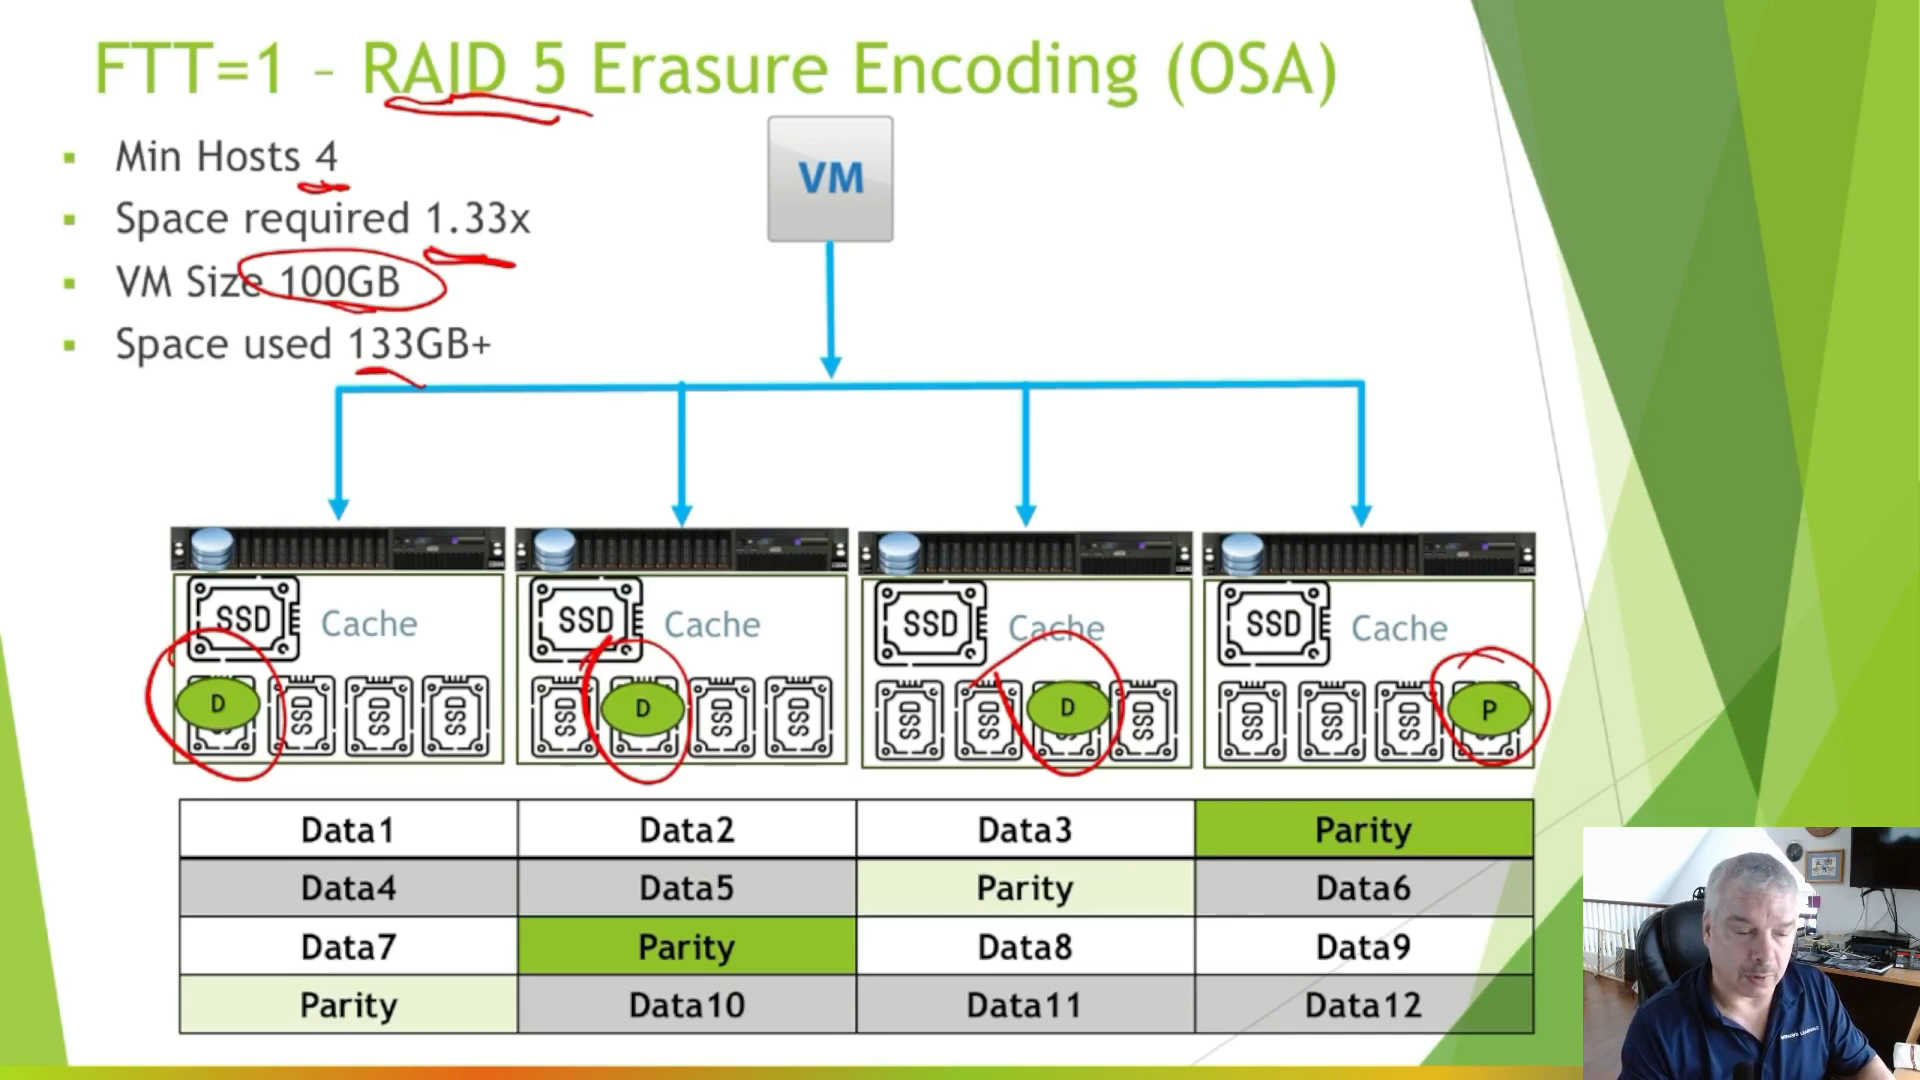 FTT=1 – RAID 5 Erasure Encoding (OSA)
▪ Min Hosts 4
▪ Space required 1.33x
▪ VM Size 100GB
▪ Space used 133GB+
VM
SSD Cache SSD Cache SSD Cache SSD Cache
D SSD SSD SSD SSD D SSD SSD SSD SSD D SSD SSD SSD SSD P
Data1 Data2 Data3 Parity
Data4 Data5 Parity Data6
Data7 Parity Data8 Data9
Parity Data10 Data11 Data12